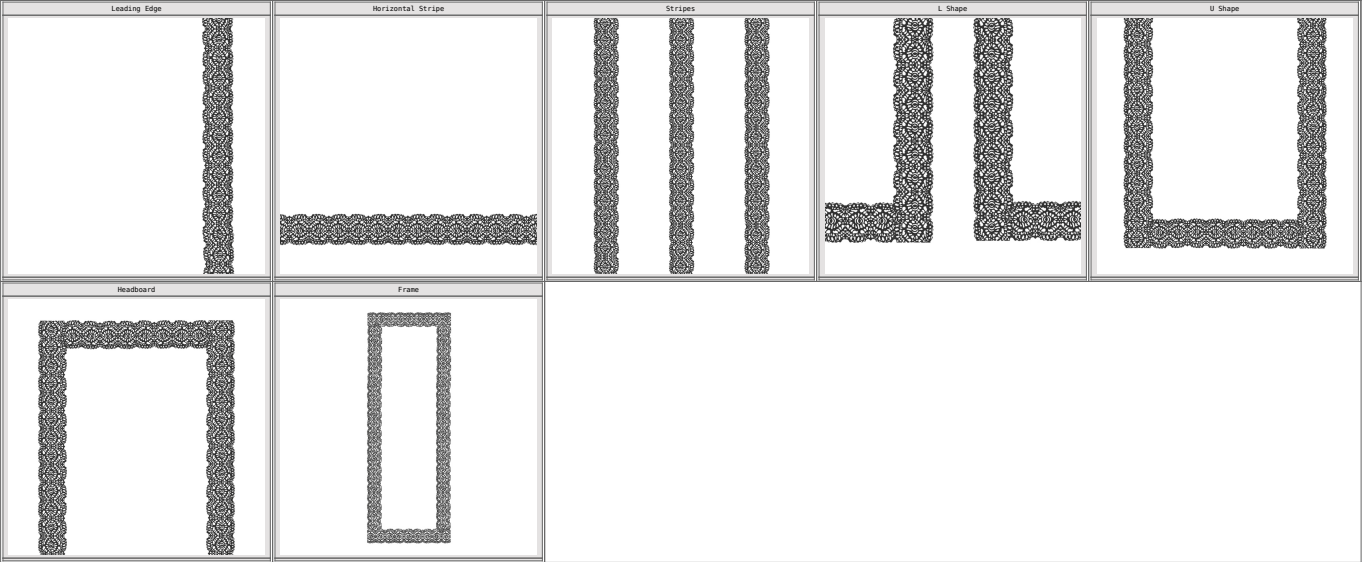 Leading Edge
Horizontal Stripe
Stripes
L Shape
U Shape
Headboard
Frame